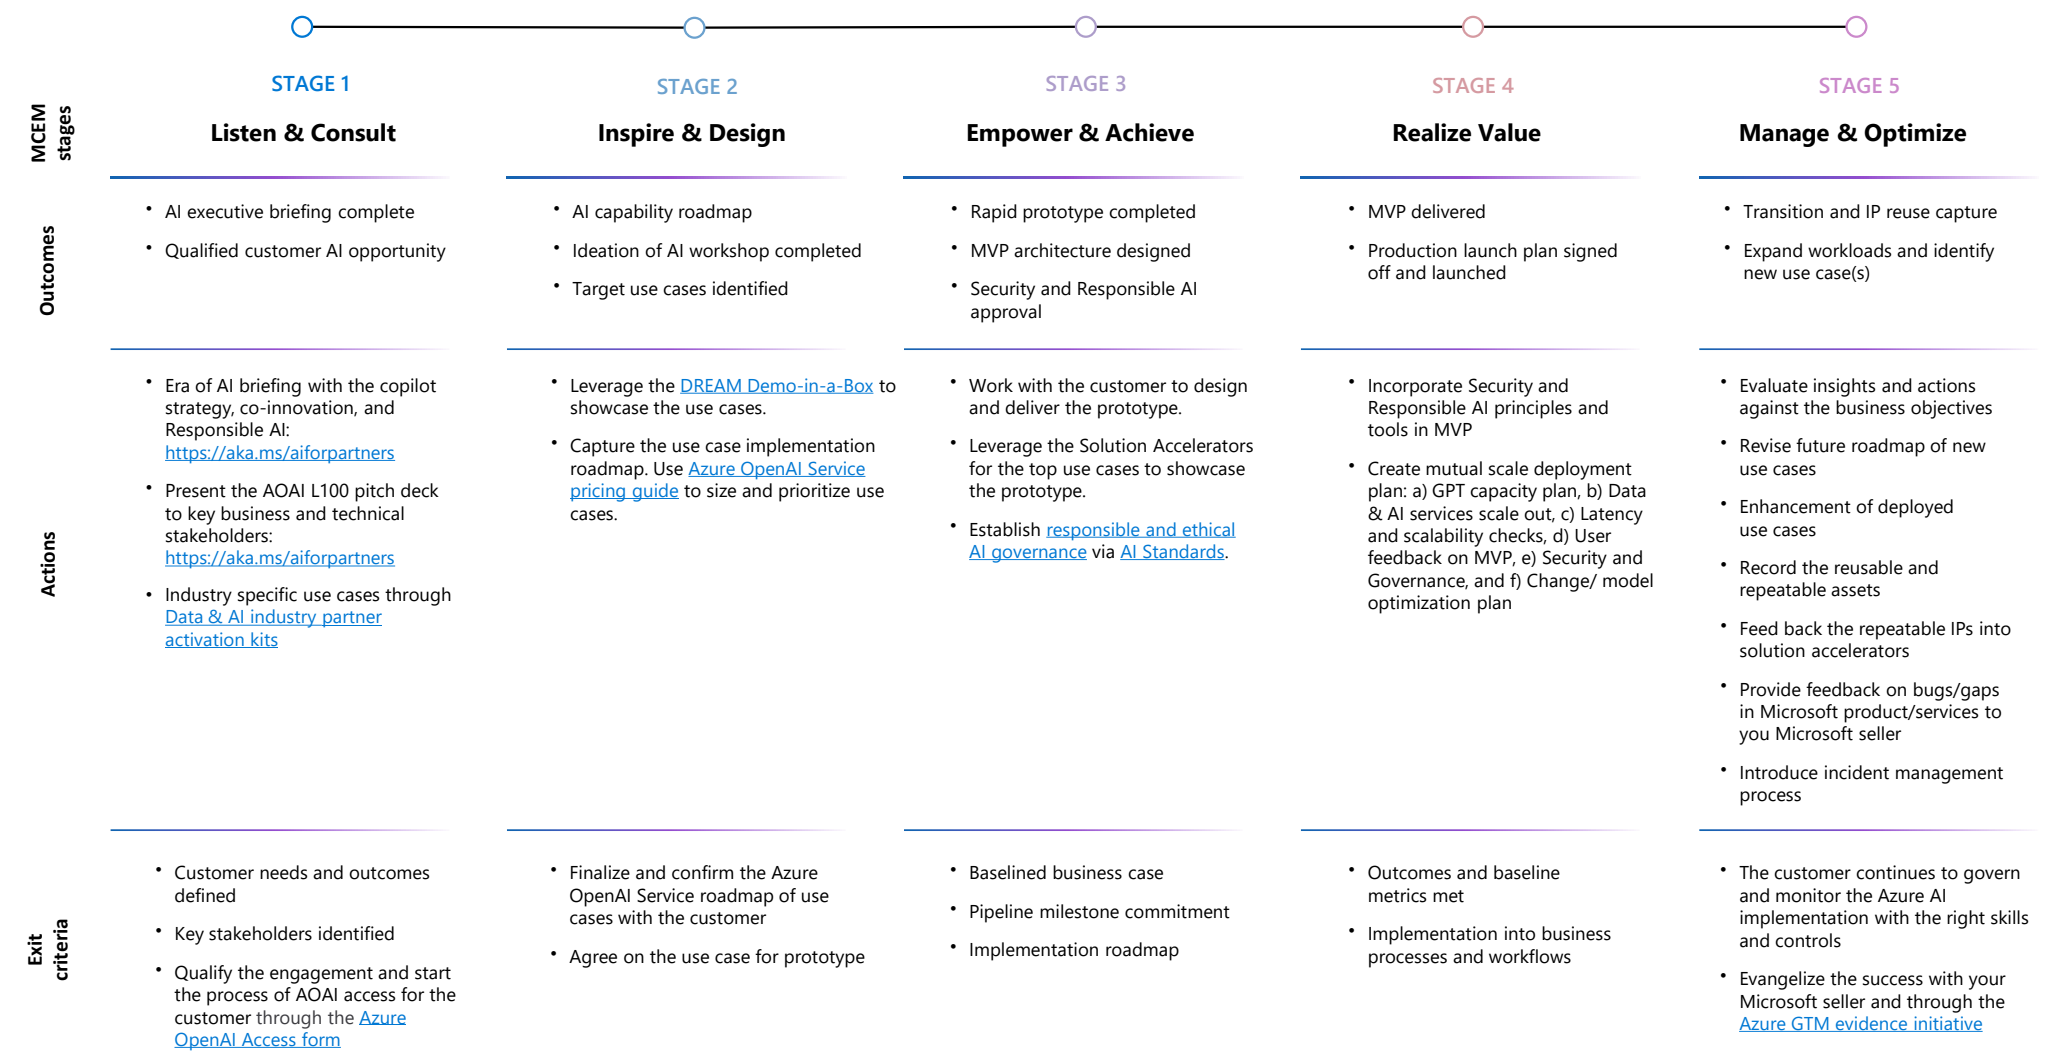 STAGE 1
STAGE 2
STAGE 3
STAGE 4
STAGE 5
MCEM
stages
Listen & Consult
Inspire & Design
Empower & Achieve
Realize Value
Manage & Optimize
Outcomes
• AI executive briefing complete
• Qualified customer AI opportunity
• AI capability roadmap
• Ideation of AI workshop completed
• Target use cases identified
• Rapid prototype completed
• MVP architecture designed
• Security and Responsible AI
approval
• MVP delivered
• Production launch plan signed
off and launched
• Transition and IP reuse capture
• Expand workloads and identify
new use case(s)
Actions
• Era of AI briefing with the copilot
strategy, co-innovation, and
Responsible AI:
https://aka.ms/aiforpartners
• Present the AOAI L100 pitch deck
to key business and technical
stakeholders:
https://aka.ms/aiforpartners
• Industry specific use cases through
Data & AI industry partner
activation kits
• Leverage the DREAM Demo-in-a-Box to
showcase the use cases.
• Capture the use case implementation
roadmap. Use Azure OpenAI Service
pricing guide to size and prioritize use
cases.
• Work with the customer to design
and deliver the prototype.
• Leverage the Solution Accelerators
for the top use cases to showcase
the prototype.
• Establish responsible and ethical
AI governance via AI Standards.
• Incorporate Security and
Responsible AI principles and
tools in MVP
• Create mutual scale deployment
plan: a) GPT capacity plan, b) Data
& AI services scale out, c) Latency
and scalability checks, d) User
feedback on MVP, e) Security and
Governance, and f) Change/ model
optimization plan
• Evaluate insights and actions
against the business objectives
• Revise future roadmap of new
use cases
• Enhancement of deployed
use cases
• Record the reusable and
repeatable assets
• Feed back the repeatable IPs into
solution accelerators
• Provide feedback on bugs/gaps
in Microsoft product/services to
you Microsoft seller
• Introduce incident management
process
Exit
criteria
• Customer needs and outcomes
defined
• Key stakeholders identified
• Qualify the engagement and start
the process of AOAI access for the
customer through the Azure
OpenAI Access form
• Finalize and confirm the Azure
OpenAI Service roadmap of use
cases with the customer
• Agree on the use case for prototype
• Baselined business case
• Pipeline milestone commitment
• Implementation roadmap
• Outcomes and baseline
metrics met
• Implementation into business
processes and workflows
• The customer continues to govern
and monitor the Azure AI
implementation with the right skills
and controls
• Evangelize the success with your
Microsoft seller and through the
Azure GTM evidence initiative